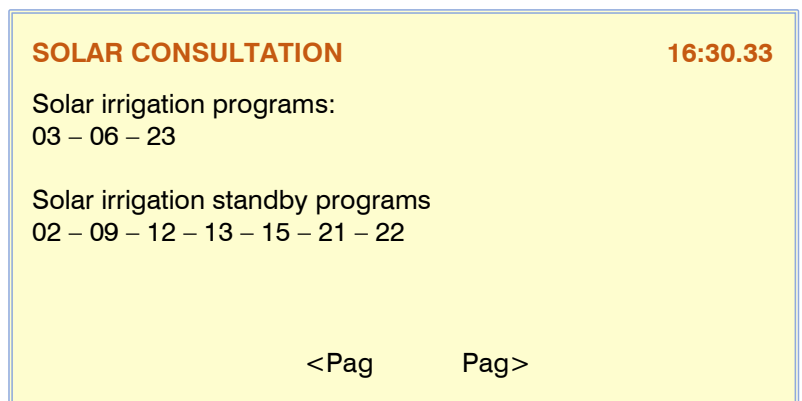 SOLAR CONSULTATION 16:30.33
Solar irrigation programs:
03 – 06 – 23
Solar irrigation standby programs
02 – 09 – 12 – 13 – 15 – 21 – 22
<Pag Pag>